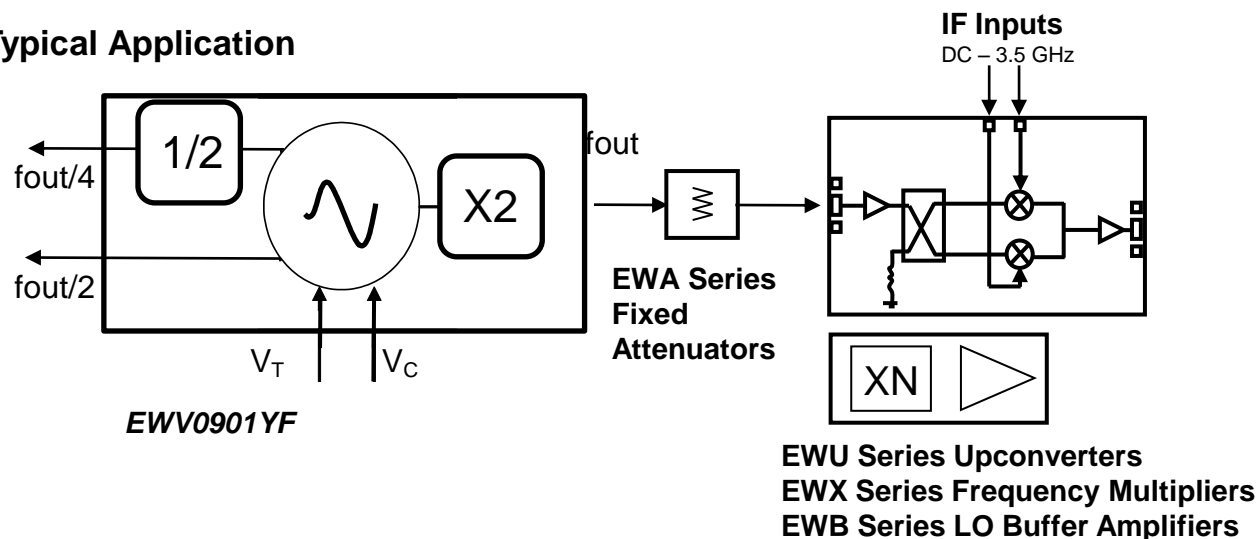 Typical Application
IF Inputs
DC – 3.5 GHz
1/2
X2
fout
fout/4
fout/2
V_T
V_C
EWV0901YF
EWA Series
Fixed
Attenuators
XN
EWU Series Upconverters
EWX Series Frequency Multipliers
EWB Series LO Buffer Amplifiers